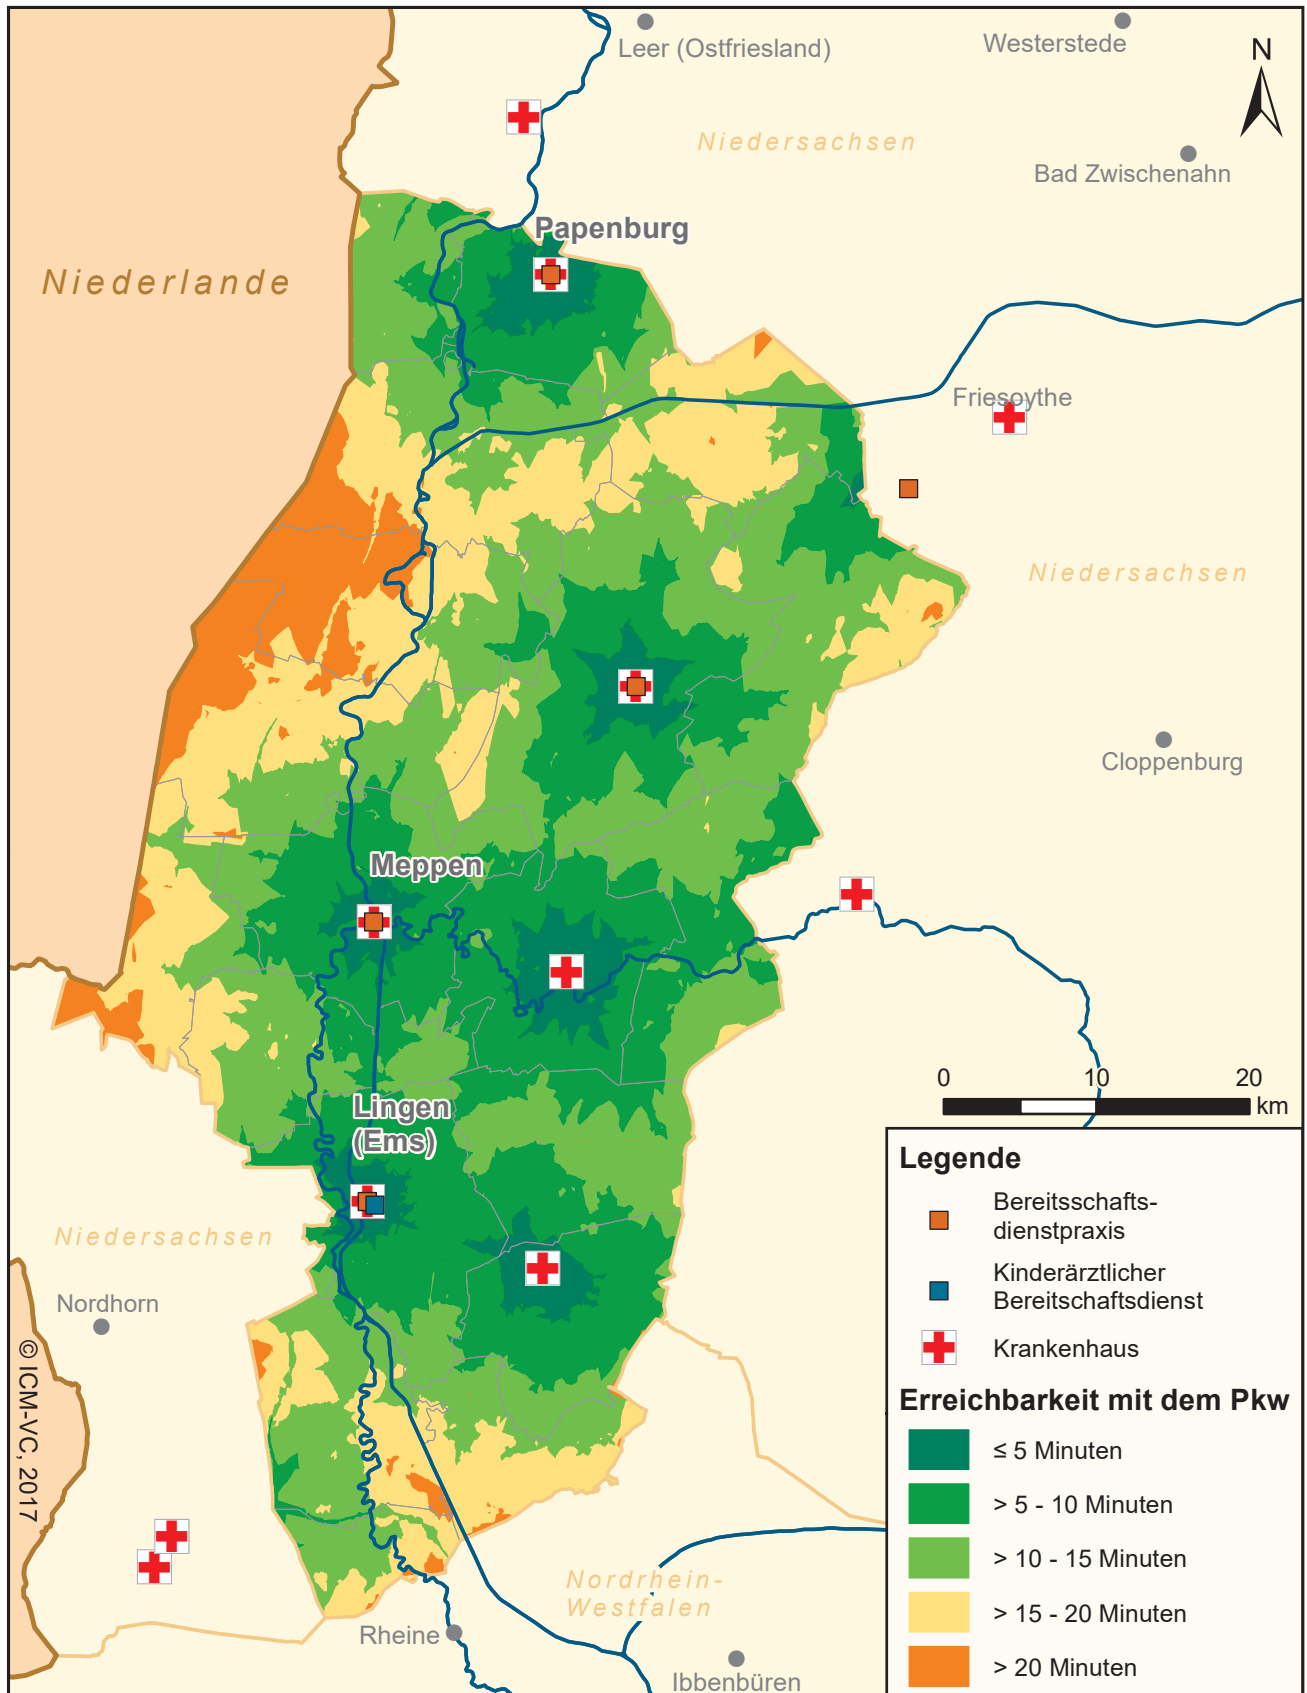 Leer (Ostfriesland)
Westerstede
N
Niedersachsen
Bad Zwischenahn
Papenburg
Niederlande
Friesoythe
Niedersachsen
Cloppenburg
Meppen
0 10 20
km
Lingen
(Ems)
Niedersachsen
Nordhorn
© ICM-VC, 2017
Nordrhein-
Westfalen
Rheine
Ibbenbüren
Legende
Bereitsschafts-
dienstpraxis
Kinderärztlicher
Bereitschaftsdienst
Krankenhaus
Erreichbarkeit mit dem Pkw
≤ 5 Minuten
> 5 - 10 Minuten
> 10 - 15 Minuten
> 15 - 20 Minuten
> 20 Minuten